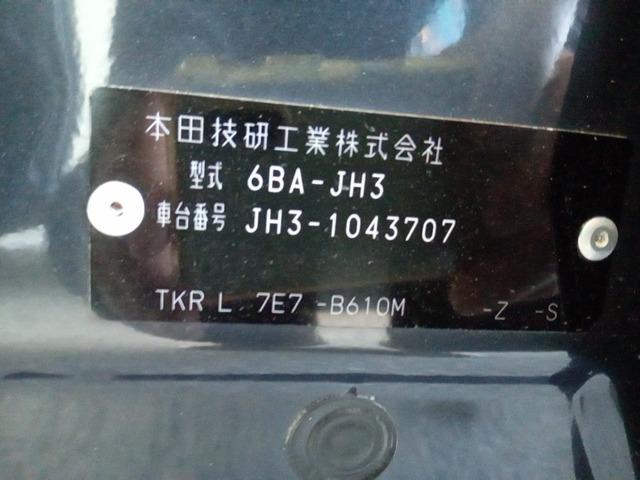 本田技研工業株式会社
型式 6BA-JH3
車台番号 JH3-1043707
TKR L 7E7 -B610M -Z -S